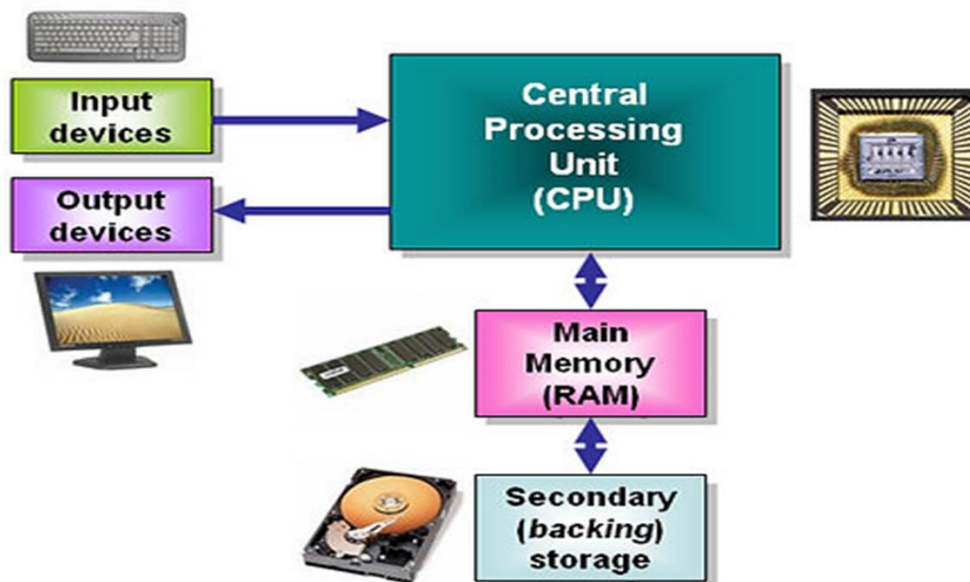 Input
devices
Output
devices
Central
Processing
Unit
(CPU)
Main
Memory
(RAM)
Secondary
(backing)
storage